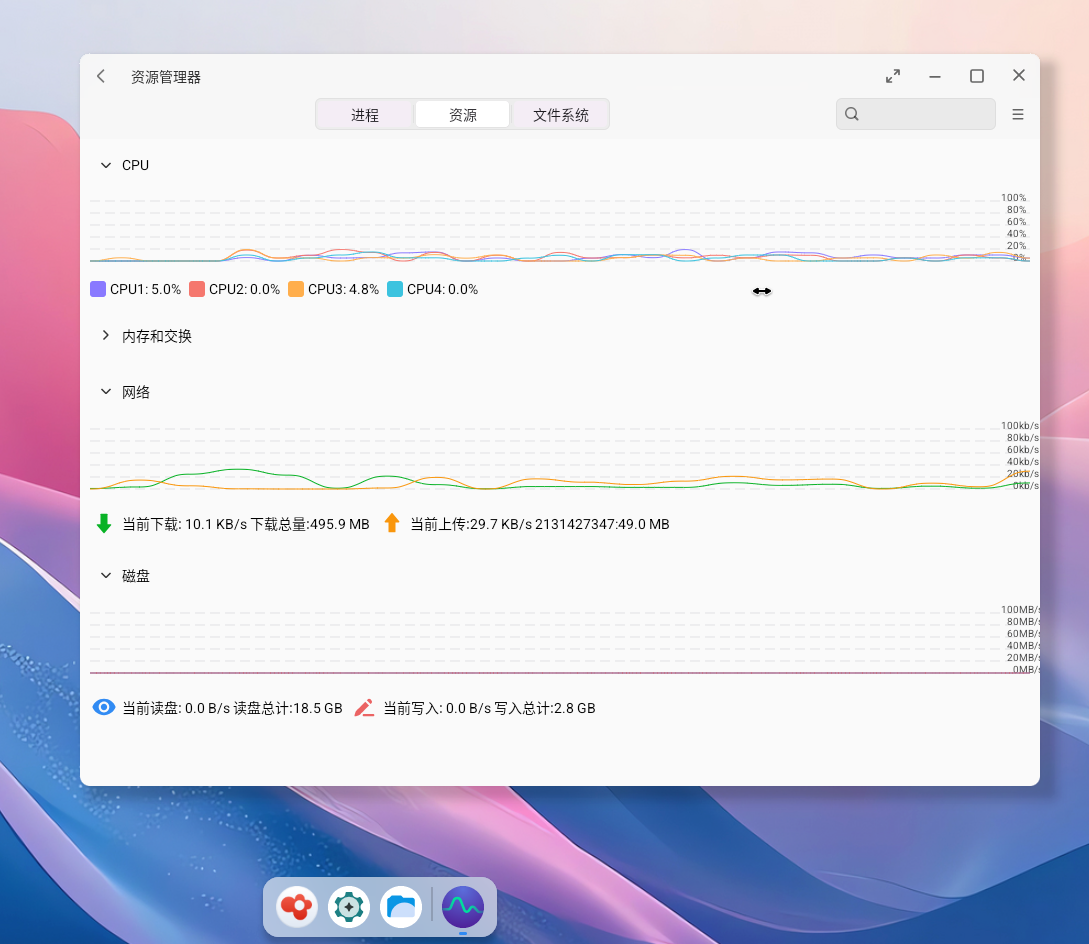 资源管理器
进程 资源 文件系统
CPU
100%
80%
60%
40%
20%
0%
CPU1: 5.0% CPU2: 0.0% CPU3: 4.8% CPU4: 0.0%
内存和交换
网络
100kb/s
80kb/s
60kb/s
40kb/s
20kb/s
0kb/s
当前下载: 10.1 KB/s 下载总量:495.9 MB 当前上传:29.7 KB/s 2131427347:49.0 MB
磁盘
100MB/s
80MB/s
60MB/s
40MB/s
20MB/s
0MB/s
当前读盘: 0.0 B/s 读盘总计:18.5 GB 当前写入: 0.0 B/s 写入总计:2.8 GB